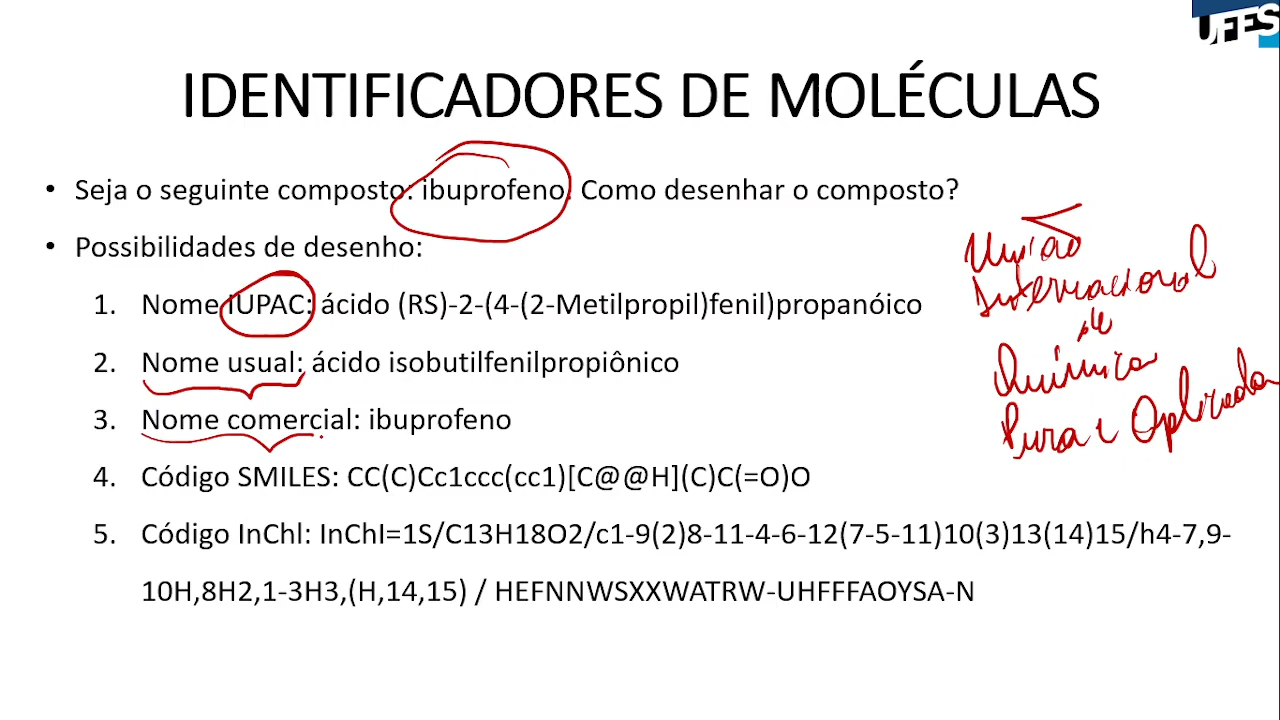 UFES
IDENTIFICADORES DE MOLÉCULAS
• Seja o seguinte composto: ibuprofeno. Como desenhar o composto?
• Possibilidades de desenho:
1. Nome IUPAC: ácido (RS)-2-(4-(2-Metilpropil)fenil)propanóico
2. Nome usual: ácido isobutilfenilpropiônico
3. Nome comercial: ibuprofeno
4. Código SMILES: CC(C)Cc1ccc(cc1)[C@@H](C)C(=O)O
5. Código InChl: InChI=1S/C13H18O2/c1-9(2)8-11-4-6-12(7-5-11)10(3)13(14)15/h4-7,9-
10H,8H2,1-3H3,(H,14,15) / HEFNNWSXXWATRW-UHFFFAOYSA-N
União
Internacional
de
Química
Pura e Aplicada